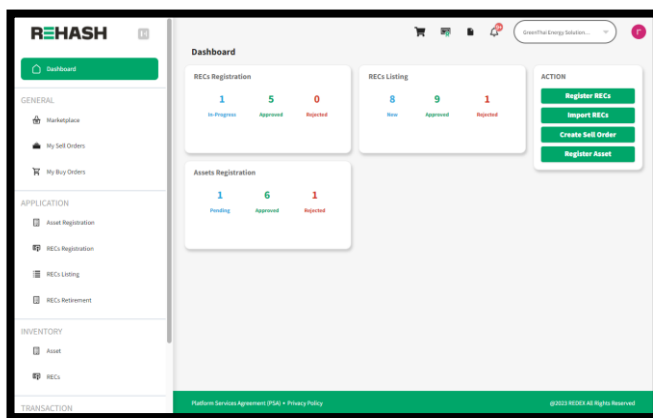 REHASH
GreenThai Energy Solution...
r
Dashboard
Dashboard
GENERAL
Marketplace
My Sell Orders
My Buy Orders
APPLICATION
Asset Registration
RECs Registration
RECs Listing
RECs Retirement
INVENTORY
Asset
RECs
TRANSACTION
RECs Registration
1 5 0
In-Progress Approved Rejected
RECs Listing
8 9 1
New Approved Rejected
ACTION
Register RECs
Import RECs
Create Sell Order
Register Asset
Assets Registration
1 6 1
Pending Approved Rejected
Platform Services Agreement (PSA) • Privacy Policy
@2023 REDEX All Rights Reserved